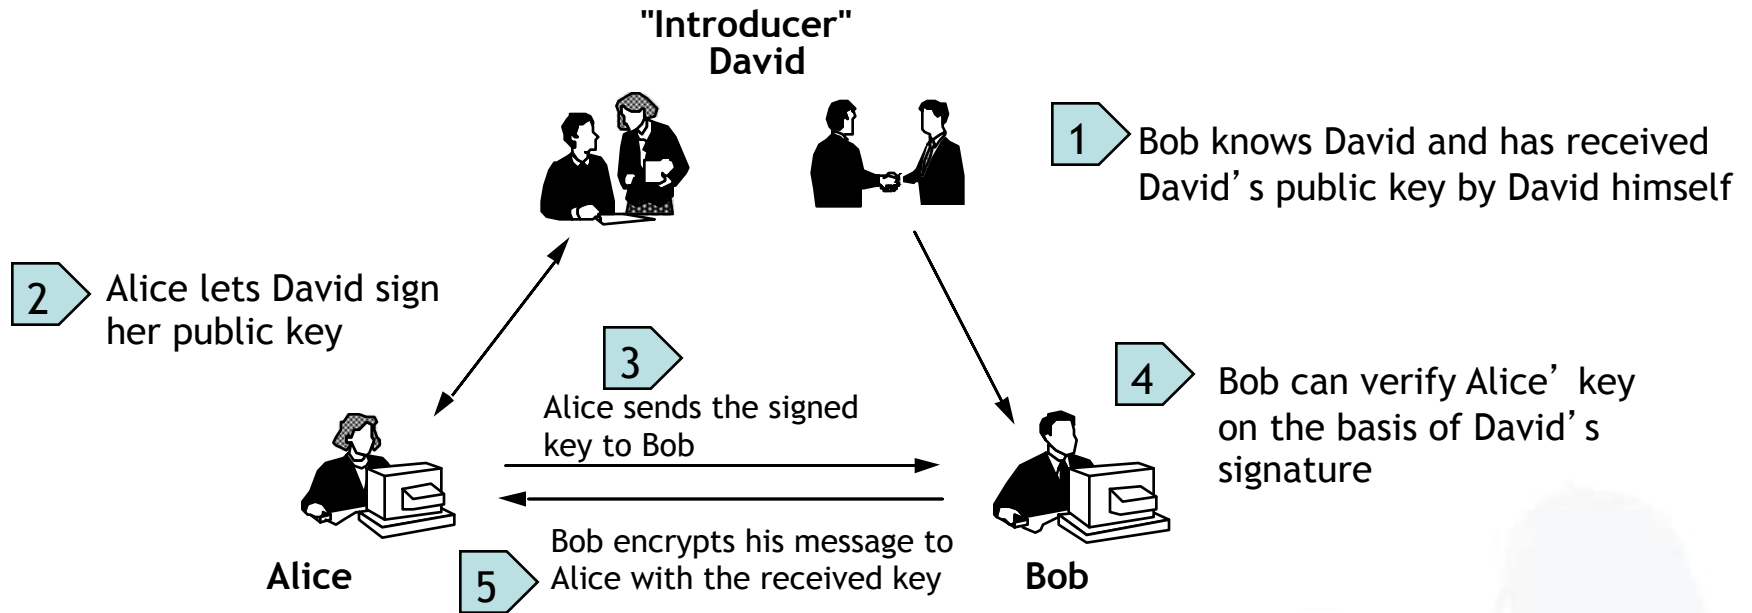 "Introducer"
David
1
Bob knows David and has received
David's public key by David himself
2
Alice lets David sign
her public key
3
Alice sends the signed
key to Bob
4
Bob can verify Alice' key
on the basis of David's
signature
5
Bob encrypts his message to
Alice with the received key
Alice
Bob